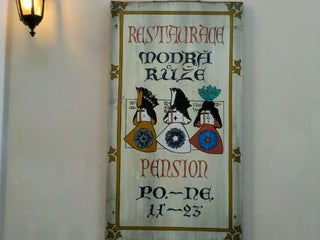 RESTAURACE
MODRÁ
RŮŽE
PENSION
PO.–NE.
11–23